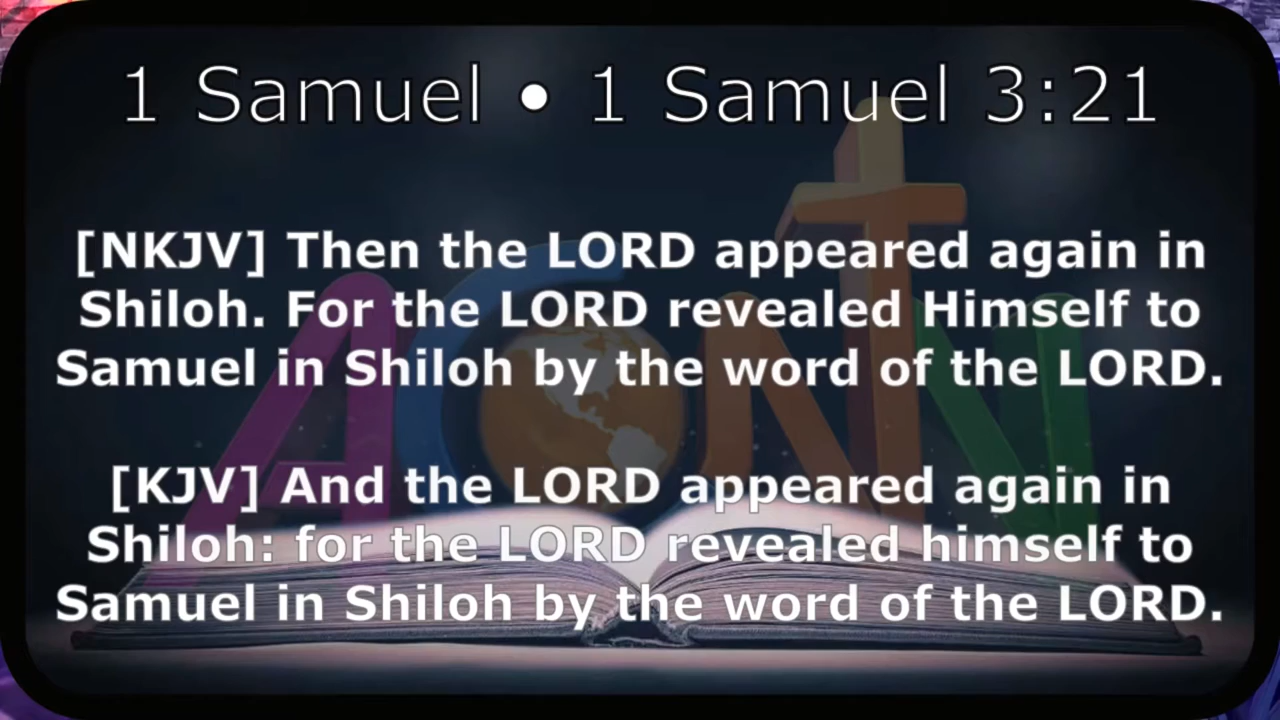 1 Samuel • 1 Samuel 3:21
[NKJV] Then the LORD appeared again in
Shiloh. For the LORD revealed Himself to
Samuel in Shiloh by the word of the LORD.
[KJV] And the LORD appeared again in
Shiloh: for the LORD revealed himself to
Samuel in Shiloh by the word of the LORD.